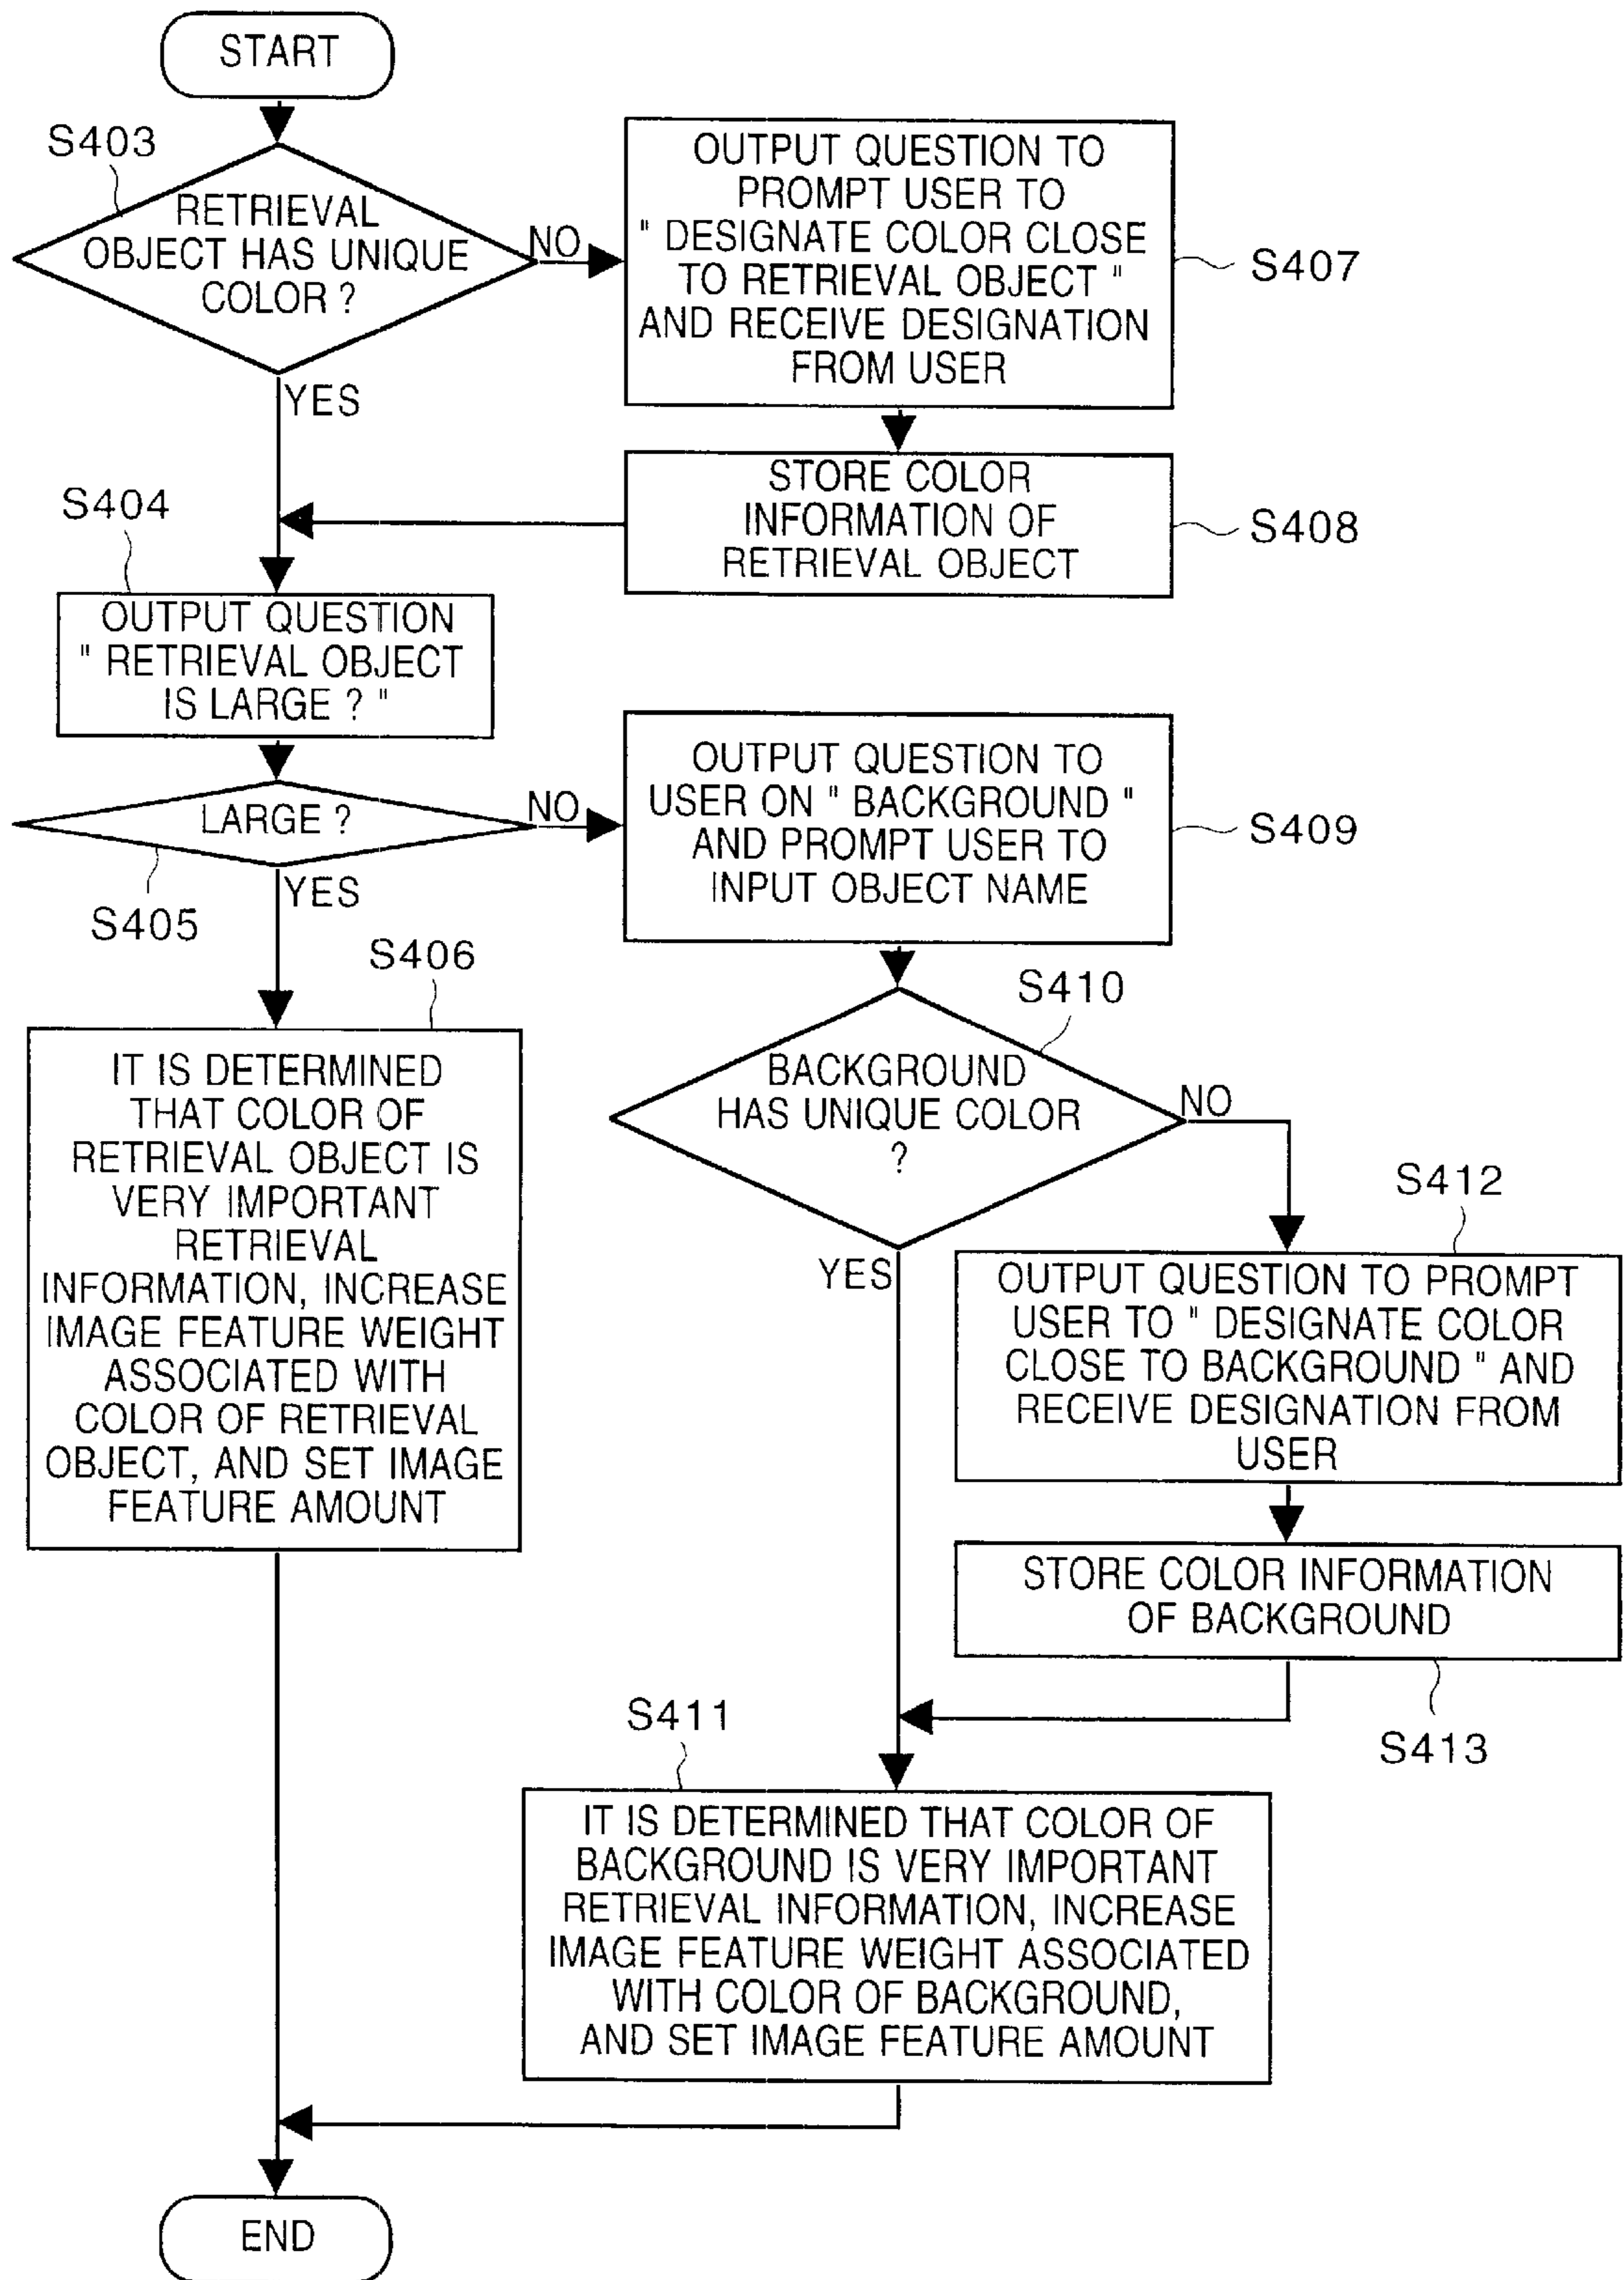 START
S403
RETRIEVAL
OBJECT HAS UNIQUE
COLOR ?
NO
YES
OUTPUT QUESTION TO
PROMPT USER TO
" DESIGNATE COLOR CLOSE
TO RETRIEVAL OBJECT "
AND RECEIVE DESIGNATION
FROM USER
S407
STORE COLOR
INFORMATION OF
RETRIEVAL OBJECT
S408
S404
OUTPUT QUESTION
" RETRIEVAL OBJECT
IS LARGE ? "
LARGE ?
NO
YES
S405
OUTPUT QUESTION TO
USER ON " BACKGROUND "
AND PROMPT USER TO
INPUT OBJECT NAME
S409
S406
IT IS DETERMINED
THAT COLOR OF
RETRIEVAL OBJECT IS
VERY IMPORTANT
RETRIEVAL
INFORMATION, INCREASE
IMAGE FEATURE WEIGHT
ASSOCIATED WITH
COLOR OF RETRIEVAL
OBJECT, AND SET IMAGE
FEATURE AMOUNT
S410
BACKGROUND
HAS UNIQUE COLOR
?
NO
YES
S412
OUTPUT QUESTION TO PROMPT
USER TO " DESIGNATE COLOR
CLOSE TO BACKGROUND " AND
RECEIVE DESIGNATION FROM
USER
STORE COLOR INFORMATION
OF BACKGROUND
S413
S411
IT IS DETERMINED THAT COLOR OF
BACKGROUND IS VERY IMPORTANT
RETRIEVAL INFORMATION, INCREASE
IMAGE FEATURE WEIGHT ASSOCIATED
WITH COLOR OF BACKGROUND,
AND SET IMAGE FEATURE AMOUNT
END